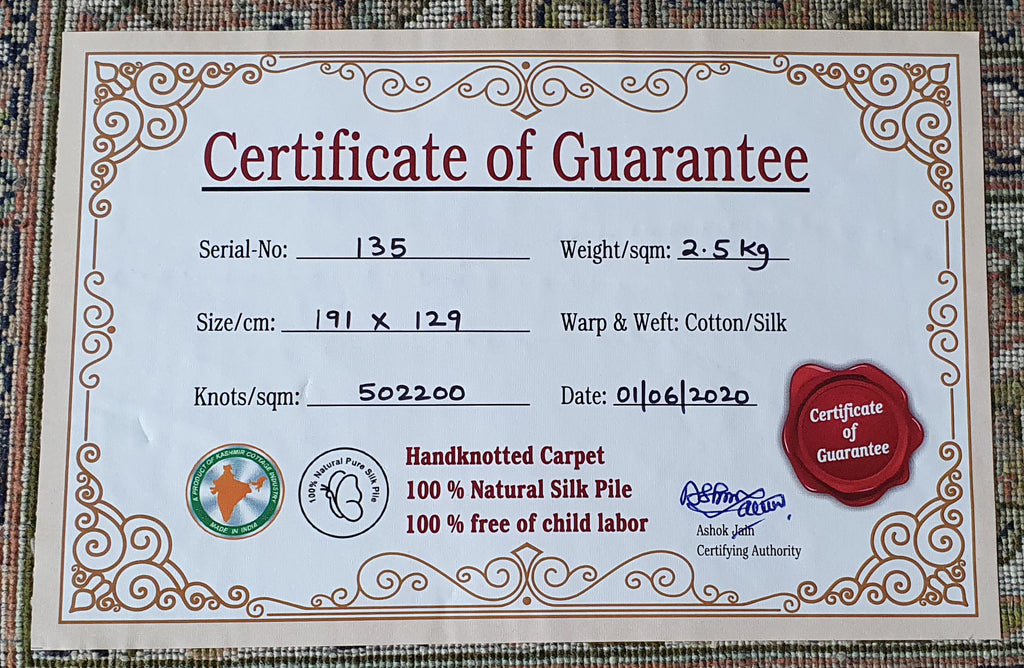 Certificate of Guarantee
Serial-No: 135
Weight/sqm: 2.5 Kg
Size/cm: 191 x 129
Warp & Weft: Cotton/Silk
Knots/sqm: 502200
Date: 01/06/2020
Certificate
of
Guarantee
A PRODUCT OF KASHMIR COTTAGE INDUSTRY
MADE IN INDIA
100% Natural Pure Silk Pile
Handknotted Carpet
100 % Natural Silk Pile
100 % free of child labor
Ashok Jain
Certifying Authority